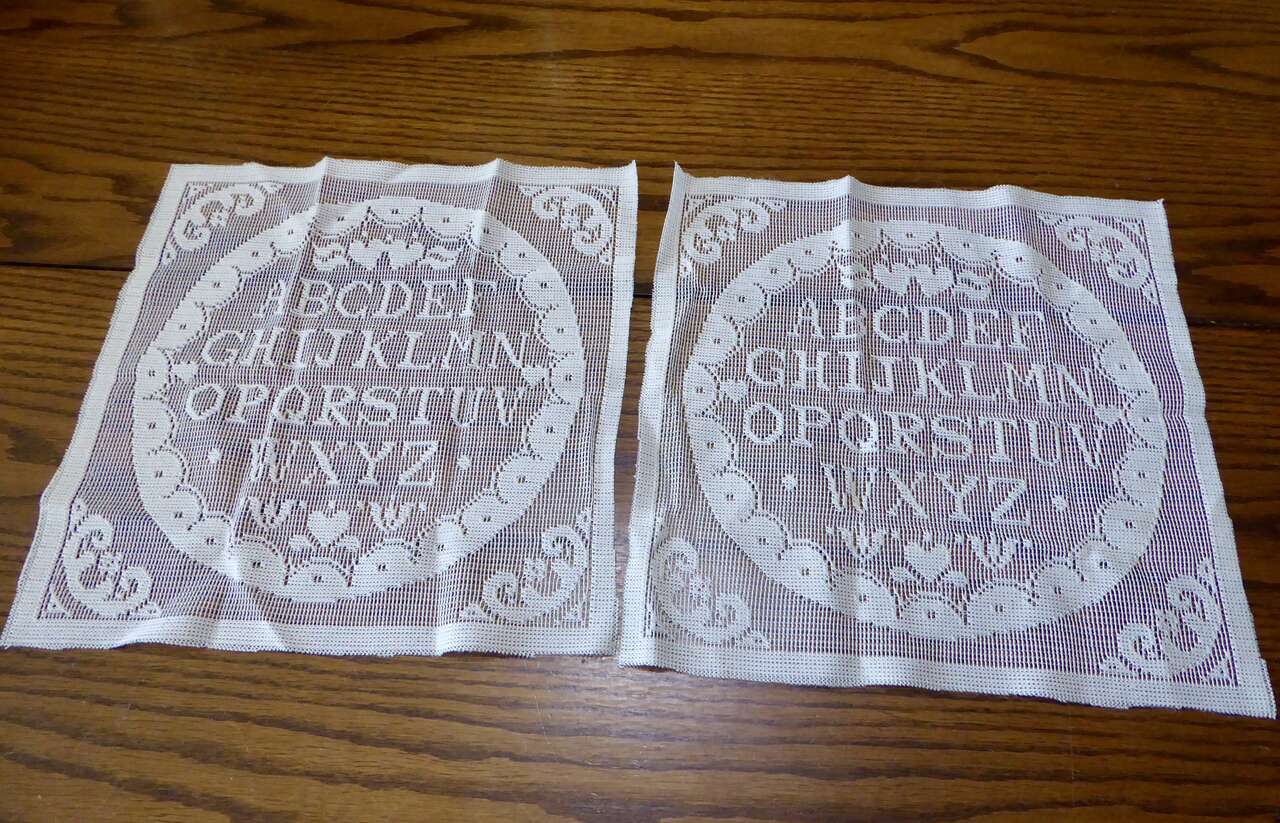 ABCDEF
GHIJKLMN
OPQRSTUV
WXYZ
ABCDEF
GHIJKLMN
OPQRSTUV
WXYZ